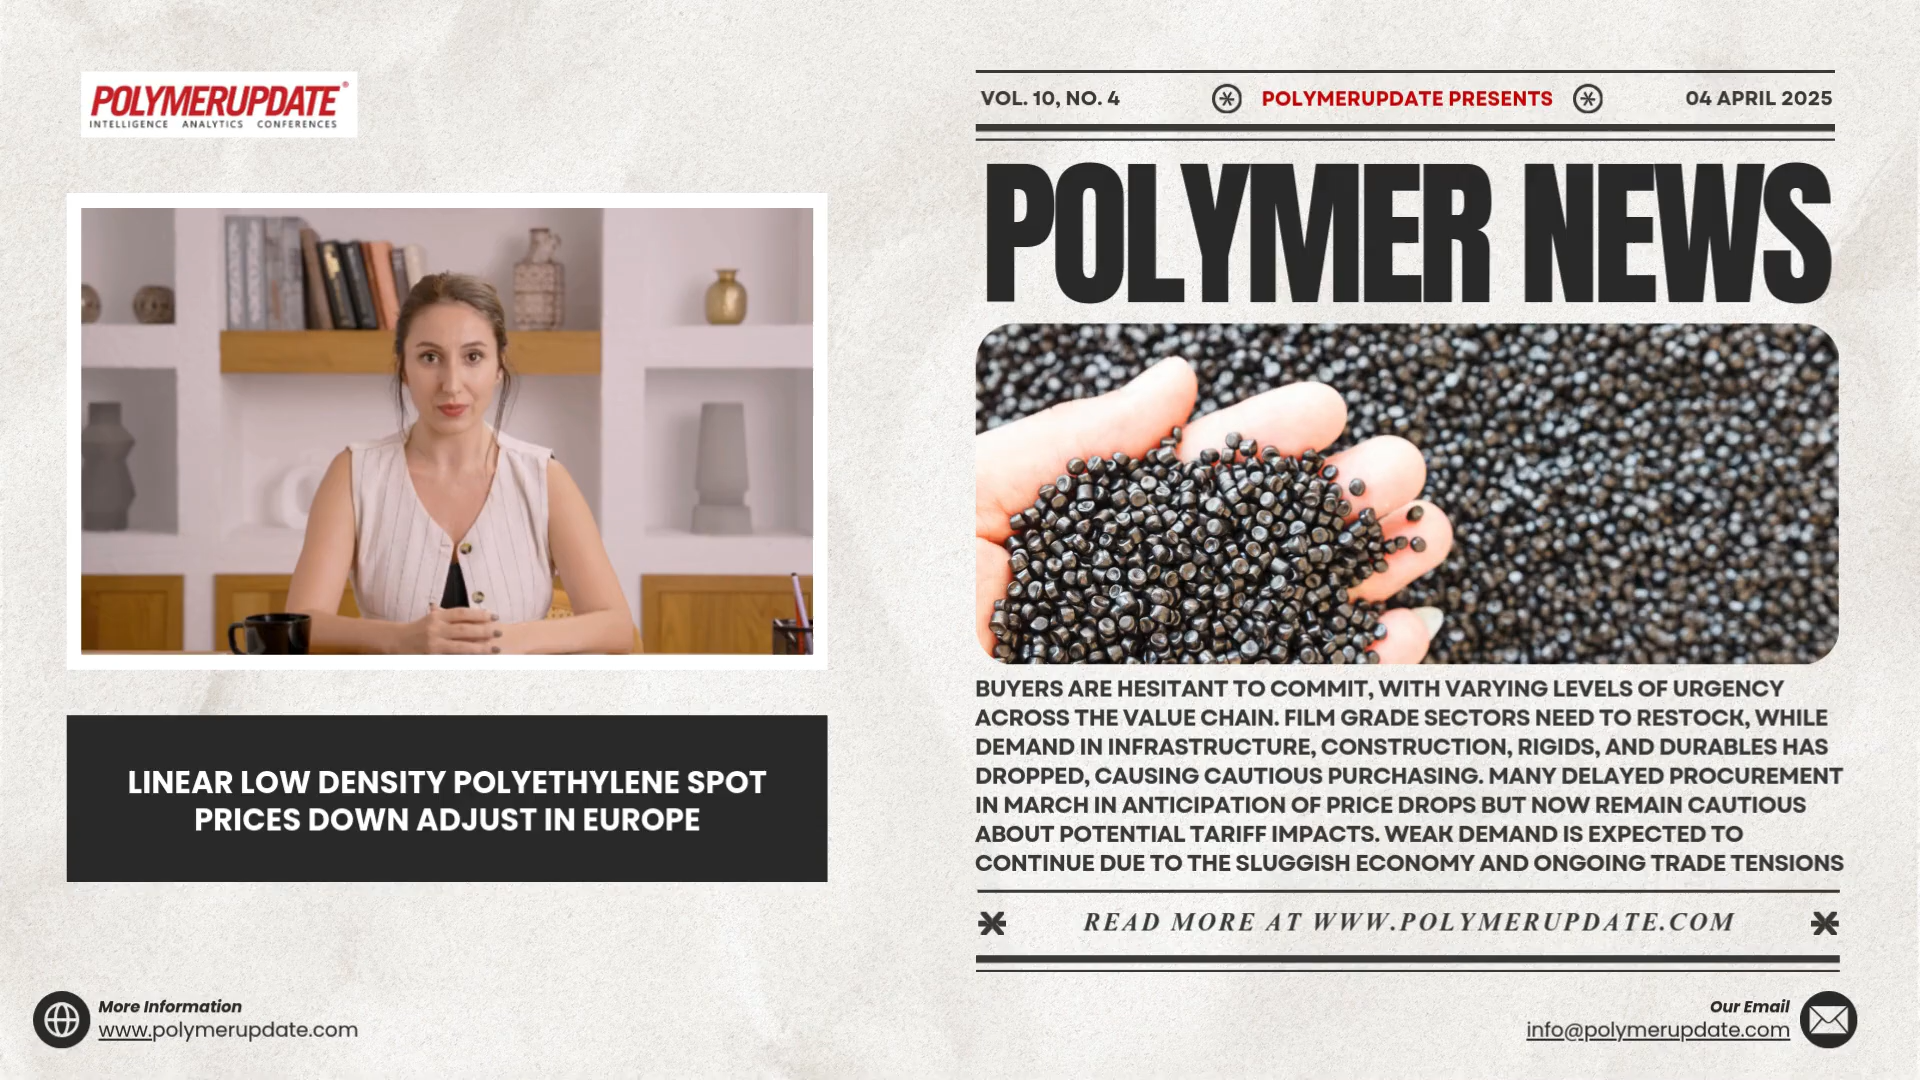 POLYMERUPDATE®
INTELLIGENCE ANALYTICS CONFERENCES
LINEAR LOW DENSITY POLYETHYLENE SPOT
PRICES DOWN ADJUST IN EUROPE
VOL. 10, NO. 4
POLYMERUPDATE PRESENTS
04 APRIL 2025
POLYMER NEWS
BUYERS ARE HESITANT TO COMMIT, WITH VARYING LEVELS OF URGENCY
ACROSS THE VALUE CHAIN. FILM GRADE SECTORS NEED TO RESTOCK, WHILE
DEMAND IN INFRASTRUCTURE, CONSTRUCTION, RIGIDS, AND DURABLES HAS
DROPPED, CAUSING CAUTIOUS PURCHASING. MANY DELAYED PROCUREMENT
IN MARCH IN ANTICIPATION OF PRICE DROPS BUT NOW REMAIN CAUTIOUS
ABOUT POTENTIAL TARIFF IMPACTS. WEAK DEMAND IS EXPECTED TO
CONTINUE DUE TO THE SLUGGISH ECONOMY AND ONGOING TRADE TENSIONS
READ MORE AT WWW.POLYMERUPDATE.COM
More Information
www.polymerupdate.com
Our Email
info@polymerupdate.com